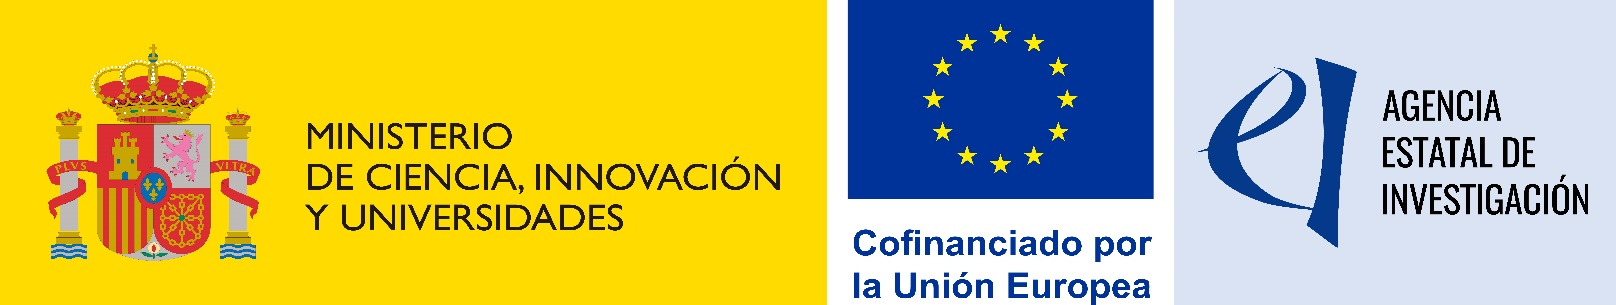 PLVS VLTRA
MINISTERIO
DE CIENCIA, INNOVACIÓN
Y UNIVERSIDADES
Cofinanciado por
la Unión Europea
AGENCIA
ESTATAL DE
INVESTIGACIÓN